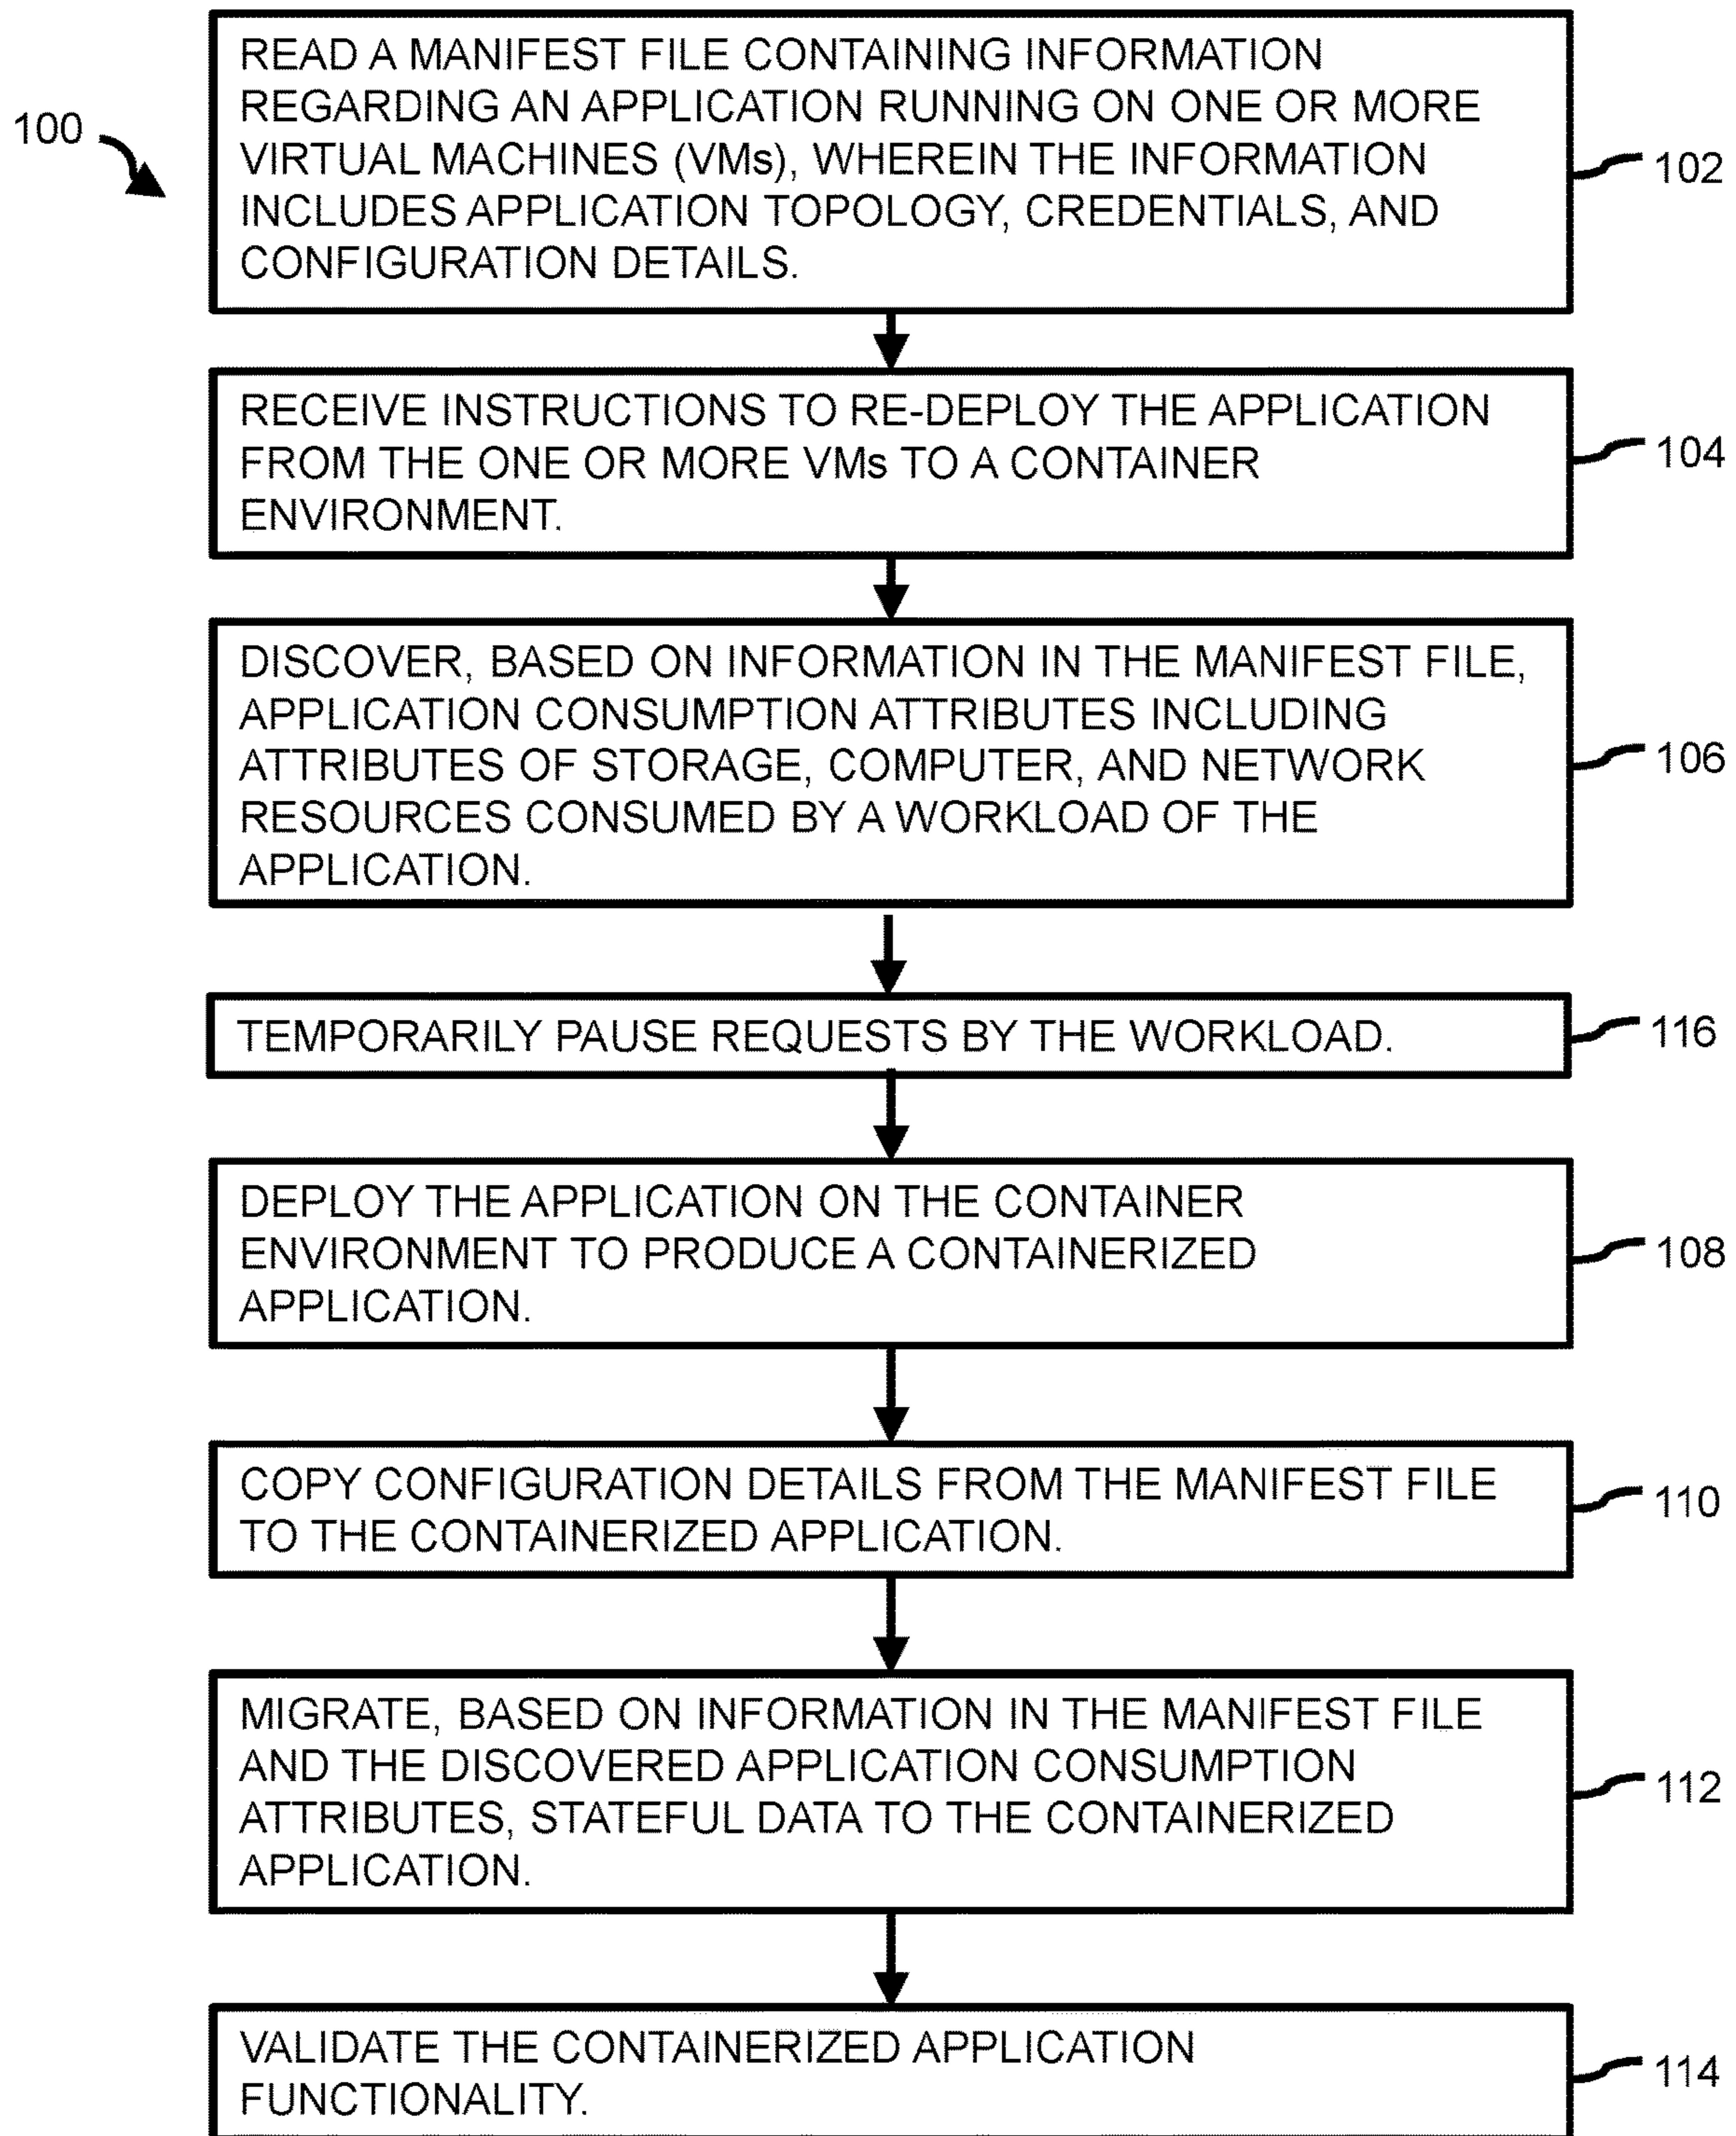 100
READ A MANIFEST FILE CONTAINING INFORMATION
REGARDING AN APPLICATION RUNNING ON ONE OR MORE
VIRTUAL MACHINES (VMs), WHEREIN THE INFORMATION
INCLUDES APPLICATION TOPOLOGY, CREDENTIALS, AND
CONFIGURATION DETAILS.
102
RECEIVE INSTRUCTIONS TO RE-DEPLOY THE APPLICATION
FROM THE ONE OR MORE VMs TO A CONTAINER
ENVIRONMENT.
104
DISCOVER, BASED ON INFORMATION IN THE MANIFEST FILE,
APPLICATION CONSUMPTION ATTRIBUTES INCLUDING
ATTRIBUTES OF STORAGE, COMPUTER, AND NETWORK
RESOURCES CONSUMED BY A WORKLOAD OF THE
APPLICATION.
106
TEMPORARILY PAUSE REQUESTS BY THE WORKLOAD.
116
DEPLOY THE APPLICATION ON THE CONTAINER
ENVIRONMENT TO PRODUCE A CONTAINERIZED
APPLICATION.
108
COPY CONFIGURATION DETAILS FROM THE MANIFEST FILE
TO THE CONTAINERIZED APPLICATION.
110
MIGRATE, BASED ON INFORMATION IN THE MANIFEST FILE
AND THE DISCOVERED APPLICATION CONSUMPTION
ATTRIBUTES, STATEFUL DATA TO THE CONTAINERIZED
APPLICATION.
112
VALIDATE THE CONTAINERIZED APPLICATION
FUNCTIONALITY.
114